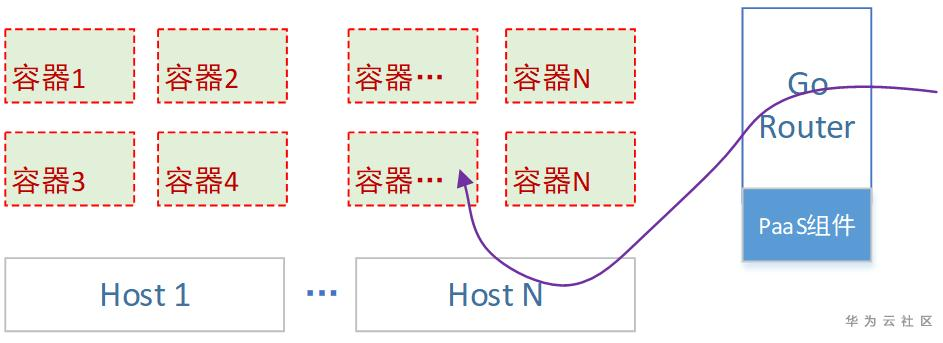 容器1
容器2
容器…
容器N
Go
Router
容器3
容器4
容器…
容器N
PaaS组件
Host 1
…
Host N
华为云社区